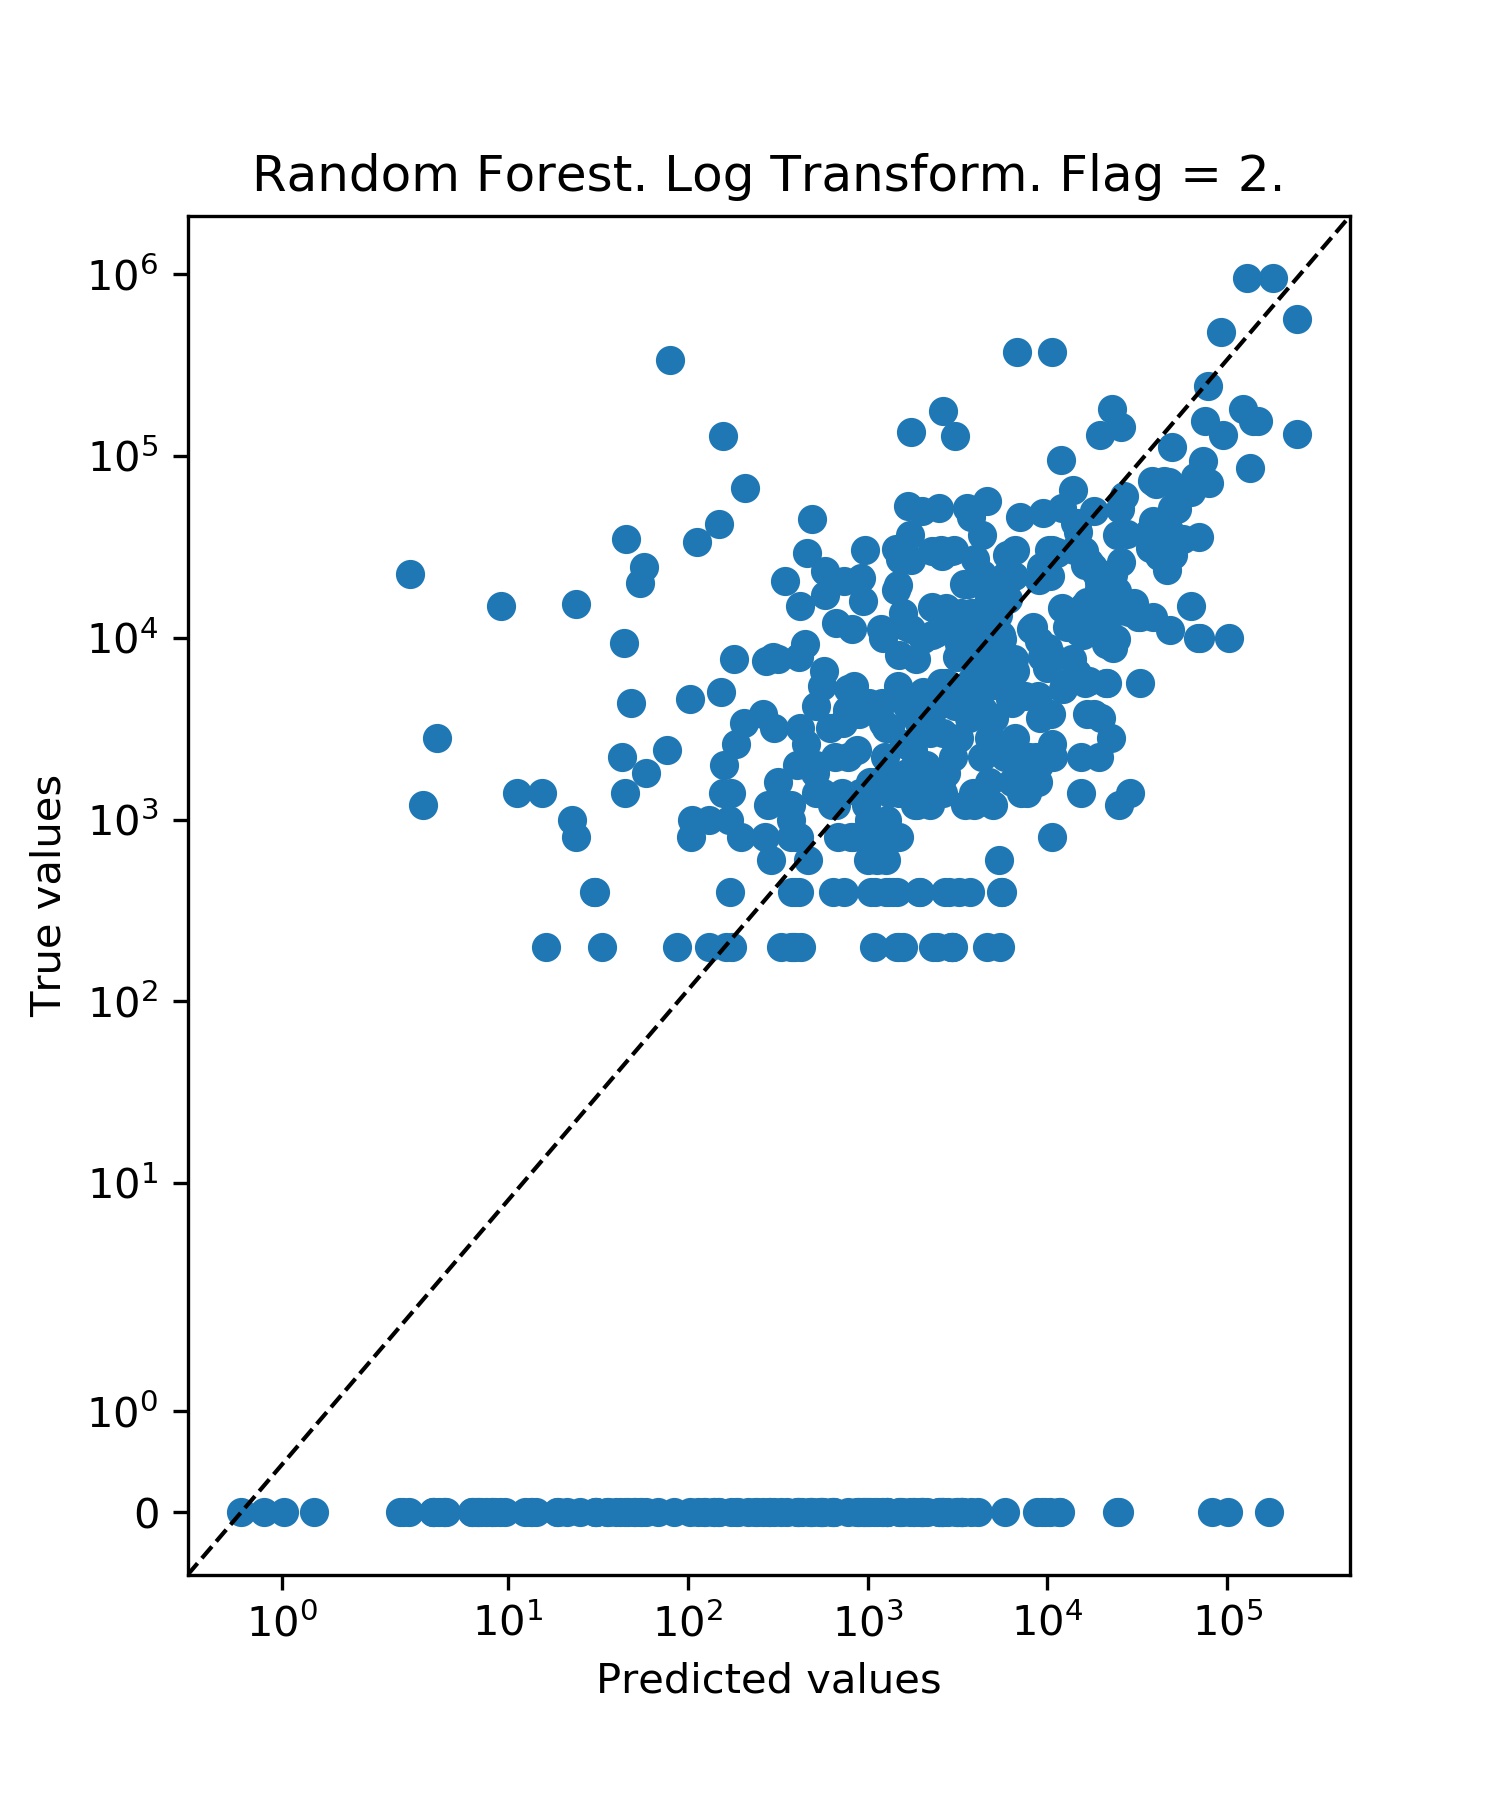 Random Forest. Log Transform. Flag = 2.
10⁶
10⁵
10⁴
10³
10²
10¹
10⁰
0
True values
10⁰ 10¹ 10² 10³ 10⁴ 10⁵
Predicted values